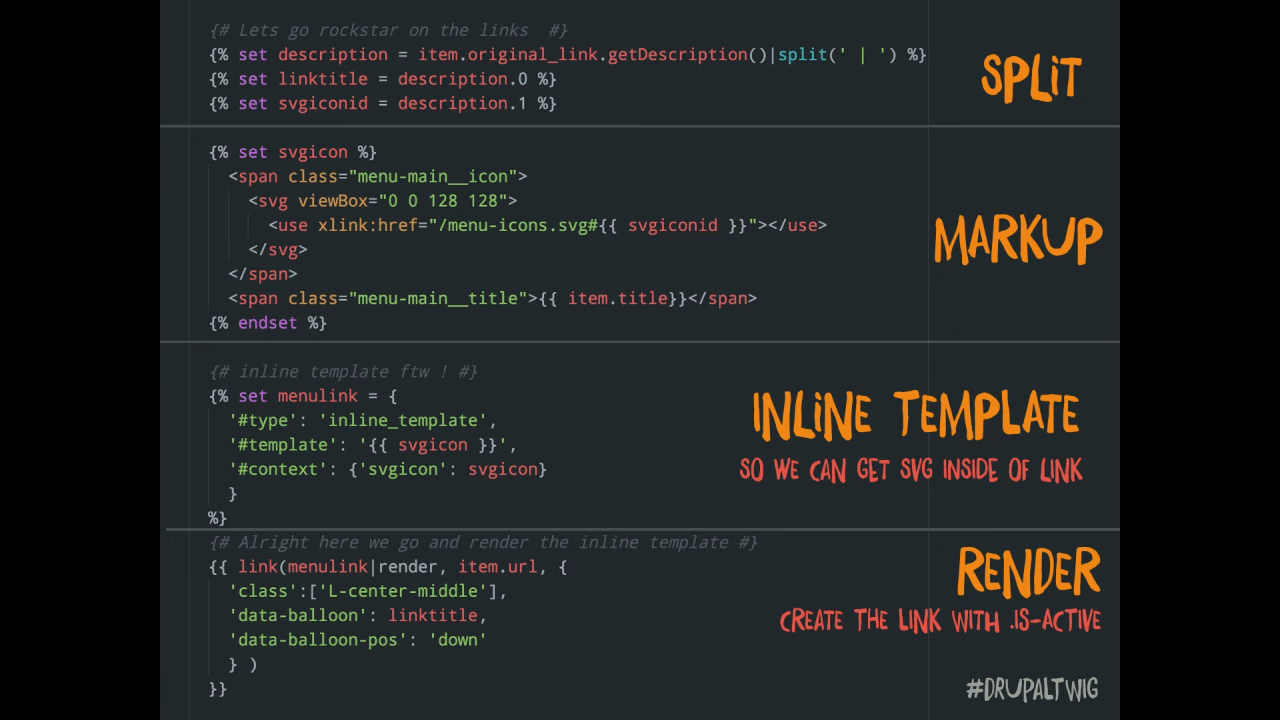 {# Lets go rockstar on the links  #}
{% set description = item.original_link.getDescription()|split(' | ') %}
{% set linktitle = description.0 %}
{% set svgiconid = description.1 %}
SPLIT
{% set svgicon %}
<span class="menu-main__icon">
<svg viewBox="0 0 128 128">
<use xlink:href="/menu-icons.svg#{{ svgiconid }}"></use>
</svg>
</span>
<span class="menu-main__title">{{ item.title}}</span>
{% endset %}
MARKUP
{# inline template ftw ! #}
{% set menulink = {
'#type': 'inline_template',
'#template': '{{ svgicon }}',
'#context': {'svgicon': svgicon}
}
%}
INLINE TEMPLATE
SO WE CAN GET SVG INSIDE OF LINK
{# Alright here we go and render the inline template #}
{{ link(menulink|render, item.url, {
'class':['L-center-middle'],
'data-balloon': linktitle,
'data-balloon-pos': 'down'
} )
}}
RENDER
CREATE THE LINK WITH .IS-ACTIVE
#DRUPALTWIG